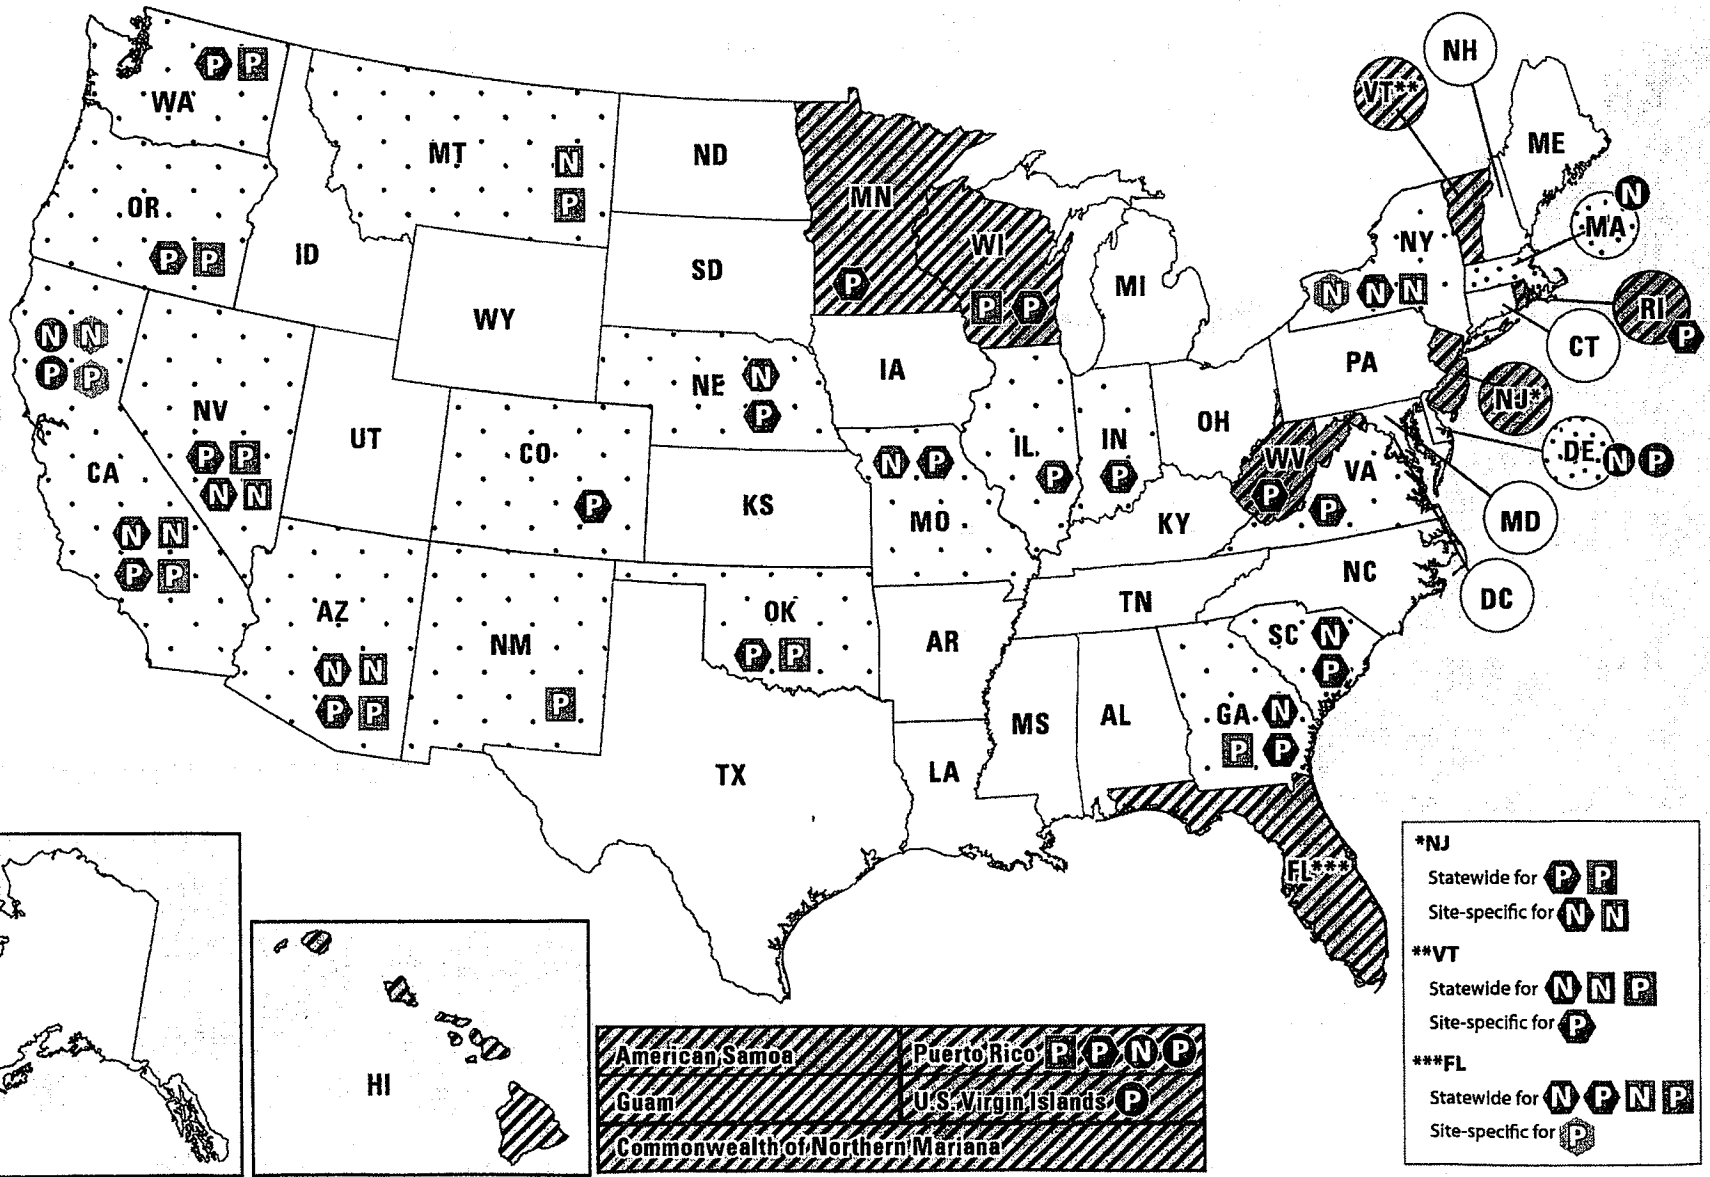 NH
VT**
P P
WA
ME
MT
ND
N
P
MN
N
MA
OR
NY
WI
ID
SD
MI
P P
P
N N N
RI
P
P P
WY
N N
P P
CT
IA
PA
NE
N
P
NJ*
NV
UT
CO
OH
IL
IN
WV
VA
DE N P
CA
P P
N N
N P
P
P
P
P
P
KS
MO
KY
MD
N N
P P
NC
AZ
OK
TN
DC
NM
AR
SC N
P
N N
P P
P P
P
MS
AL
GA N
P P
TX
LA
FL***
*NJ
Statewide for P P
Site-specific for N N
**VT
Statewide for N N P
Site-specific for P
***FL
Statewide for N P N P
Site-specific for P
HI
American Samoa
Puerto Rico P P N P
Guam
U.S. Virgin Islands P
Commonwealth of Northern Mariana